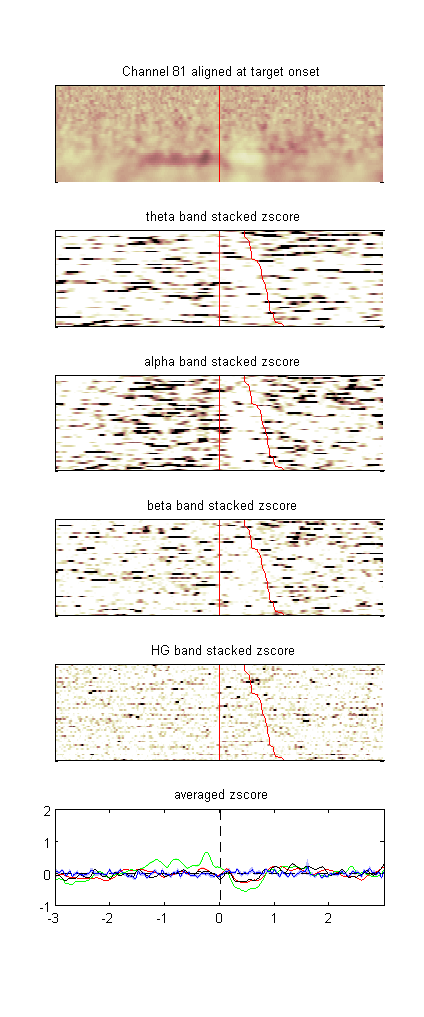 Channel 81 aligned at target onset
theta band stacked zscore
alpha band stacked zscore
beta band stacked zscore
HG band stacked zscore
averaged zscore
2
1
0
-1
-3 -2 -1 0 1 2